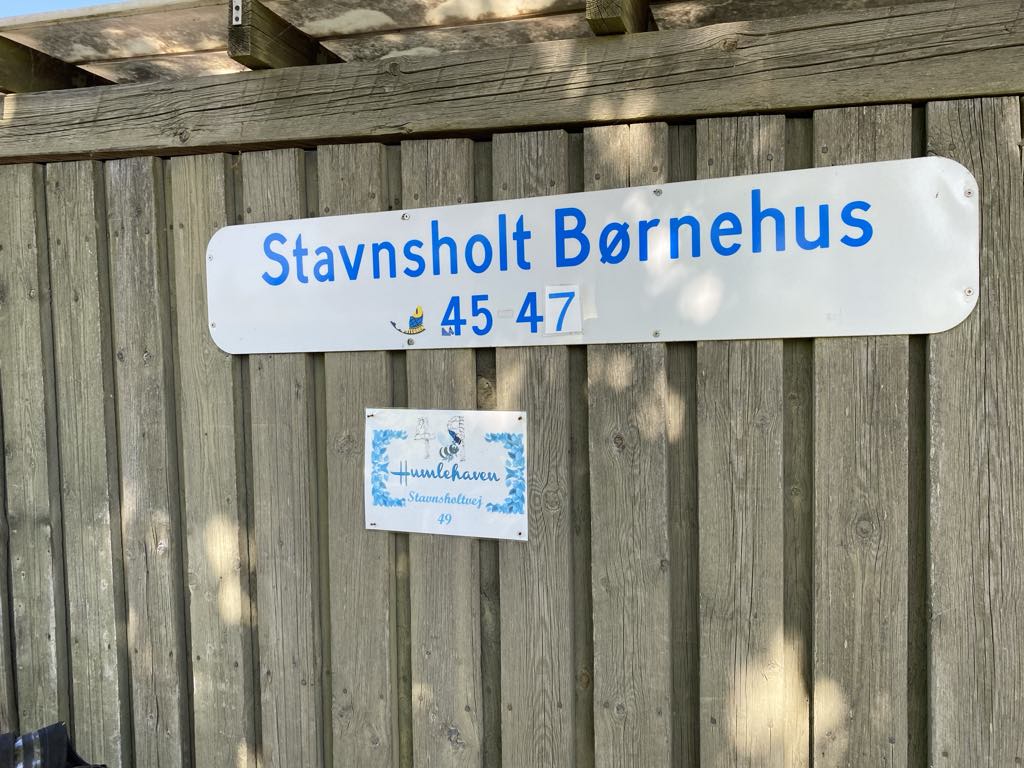 Stavnsholt Børnehus
45 47
Humlehaven
Stavnsholtvej
49